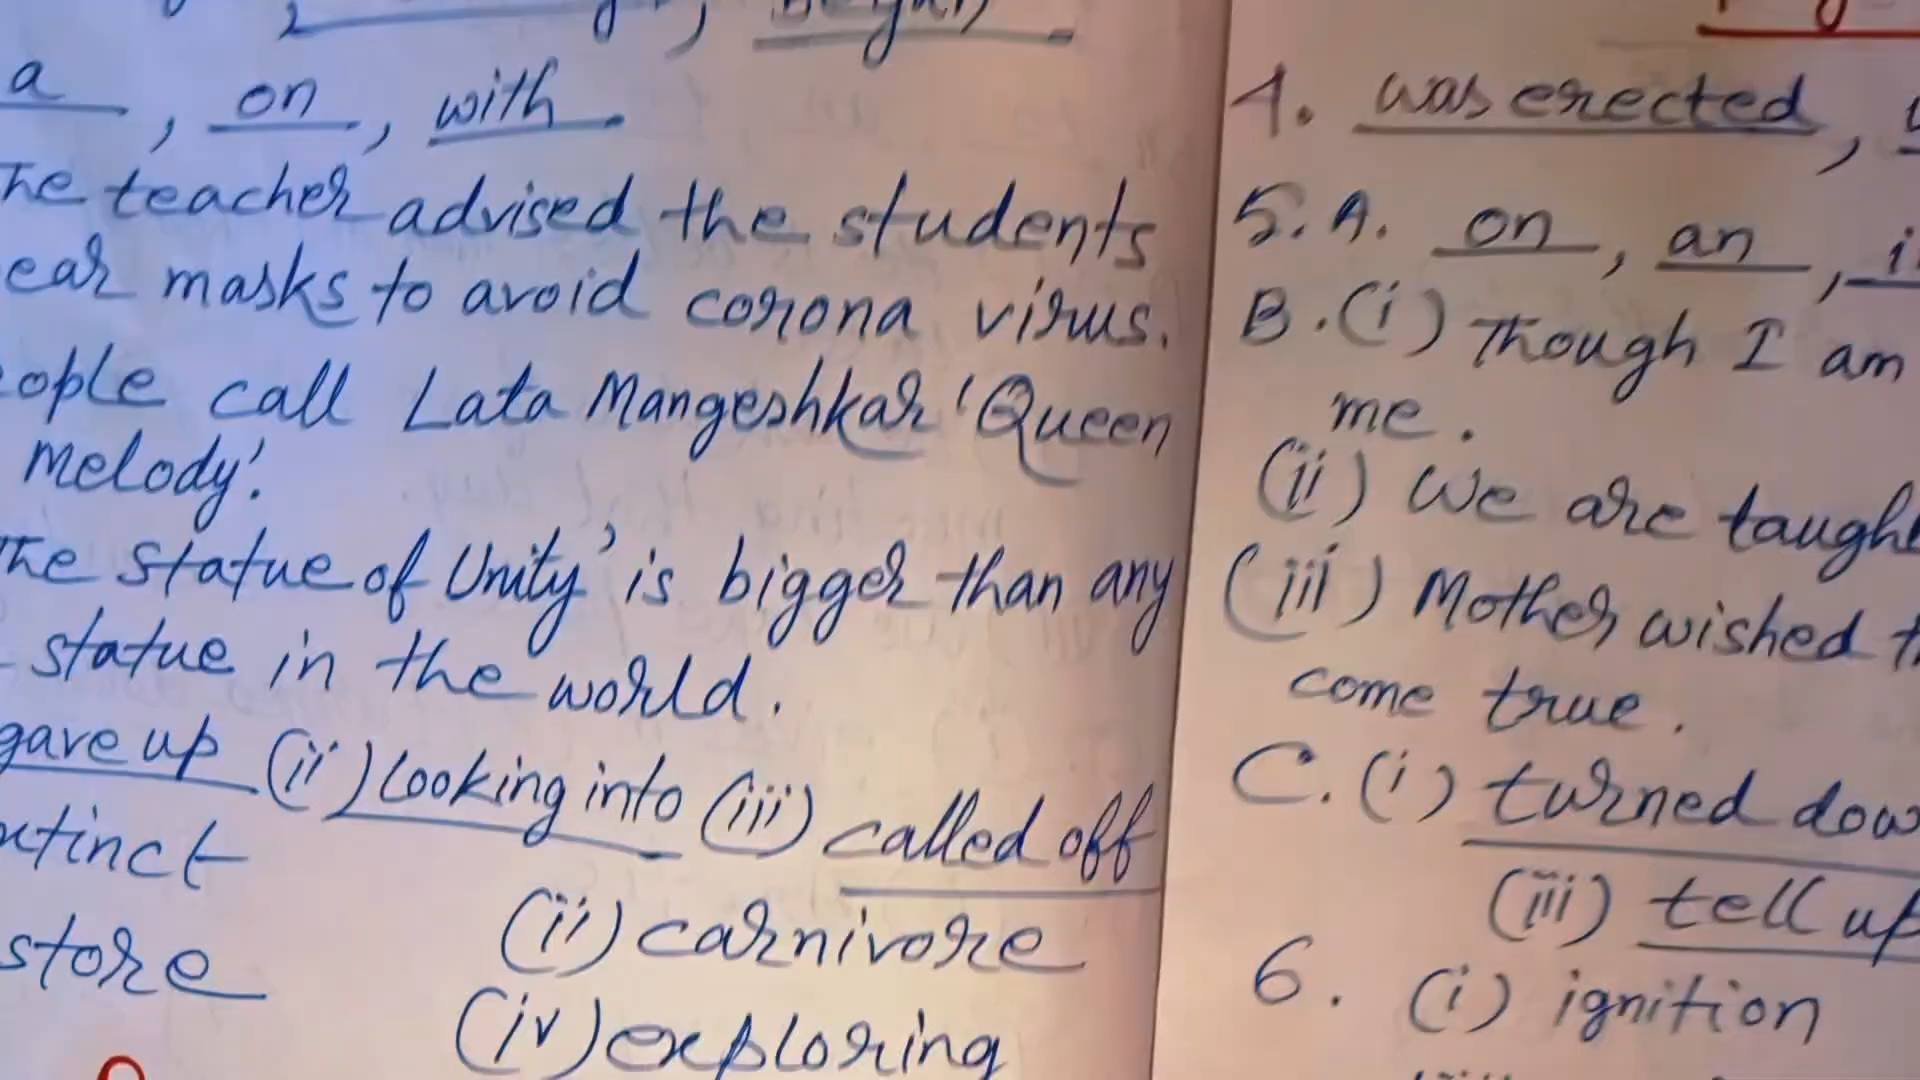 began
a, on, with.
The teacher advised the students
ear masks to avoid corona virus.
eople call Lata Mangeshkar 'Queen
Melody'.
The Statue of Unity' is bigger than any
statue in the world.
gave up (ii) looking into (iii) called off
xtinct
(ii) carnivore
store
(iv) exploring
4. was erected,
5. A. on, an, i
B. (i) Though I am
me.
(ii) We are taught
(iii) Mother wished t
come true.
C. (i) turned dow
(iii) tell up
6. (i) ignition